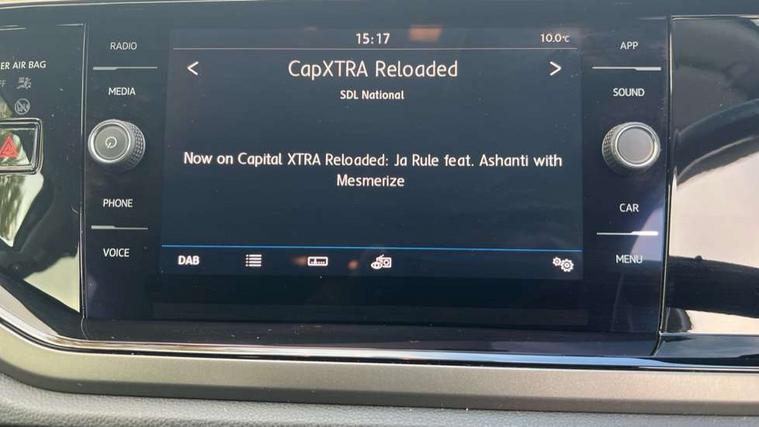 15:17
10.0°C
RADIO
MEDIA
PHONE
VOICE
ER AIR BAG
CapXTRA Reloaded
SDL National
Now on Capital XTRA Reloaded: Ja Rule feat. Ashanti with
Mesmerize
DAB
APP
SOUND
CAR
MENU